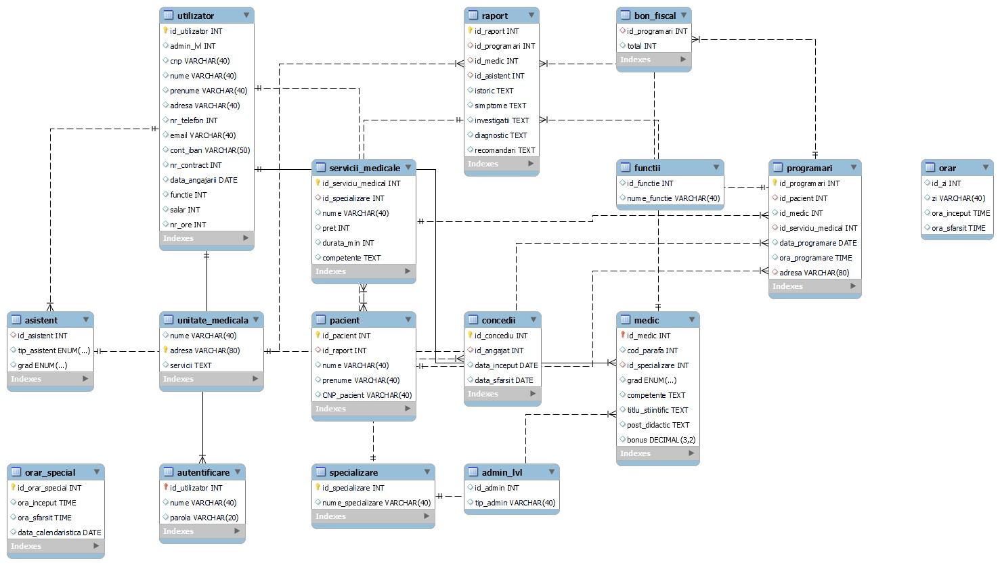 utilizator
id_utilizator INT
admin_lvl INT
cnp VARCHAR(40)
nume VARCHAR(40)
prenume VARCHAR(40)
adresa VARCHAR(40)
nr_telefon INT
email VARCHAR(40)
cont_iban VARCHAR(50)
nr_contract INT
data_angajarii DATE
functie INT
salar INT
nr_ore INT
Indexes
raport
id_raport INT
id_programari INT
id_medic INT
id_asistent INT
istoric TEXT
simptome TEXT
investigatii TEXT
diagnostic TEXT
recomandari TEXT
Indexes
bon_fiscal
id_programari INT
total INT
Indexes
servicii_medicale
id_serviciu_medical INT
id_specializare INT
nume VARCHAR(40)
pret INT
durata_min INT
competente TEXT
Indexes
functii
id_functie INT
nume_functie VARCHAR(40)
programari
id_programari INT
id_pacient INT
id_medic INT
id_serviciu_medical INT
data_programare DATE
ora_programare TIME
adresa VARCHAR(80)
Indexes
orar
id_zi INT
zi VARCHAR(40)
ora_inceput TIME
ora_sfarsit TIME
asistent
id_asistent INT
tip_asistent ENUM(...)
grad ENUM(...)
Indexes
unitate_medicala
nume VARCHAR(40)
adresa VARCHAR(80)
servicii TEXT
Indexes
pacient
id_pacient INT
id_raport INT
nume VARCHAR(40)
prenume VARCHAR(40)
CNP_pacient VARCHAR(40)
Indexes
concedii
id_concediu INT
id_angajat INT
data_inceput DATE
data_sfarsit DATE
Indexes
medic
id_medic INT
cod_parafa INT
id_specializare INT
grad ENUM(...)
competente TEXT
titlu_stiintific TEXT
post_didactic TEXT
bonus DECIMAL(3,2)
Indexes
orar_special
id_orar_special INT
ora_inceput TIME
ora_sfarsit TIME
data_calendaristica DATE
Indexes
autentificare
id_utilizator INT
nume VARCHAR(40)
parola VARCHAR(20)
Indexes
specializare
id_specializare INT
nume_specializare VARCHAR(40)
Indexes
admin_lvl
id_admin INT
tip_admin VARCHAR(40)